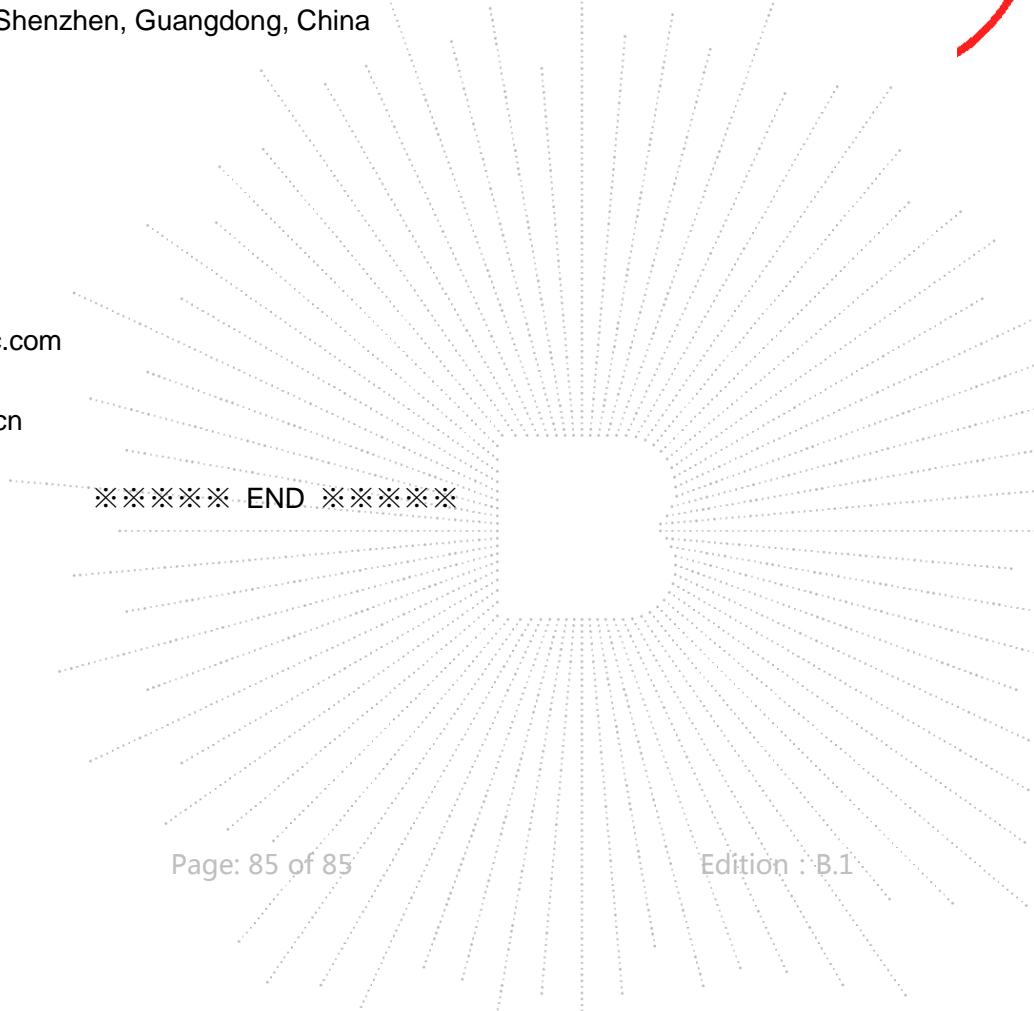 Shenzhen, Guangdong, China
.com
cn
※※※※※ END ※※※※※
Page: 85 of 85 Edition : B.1